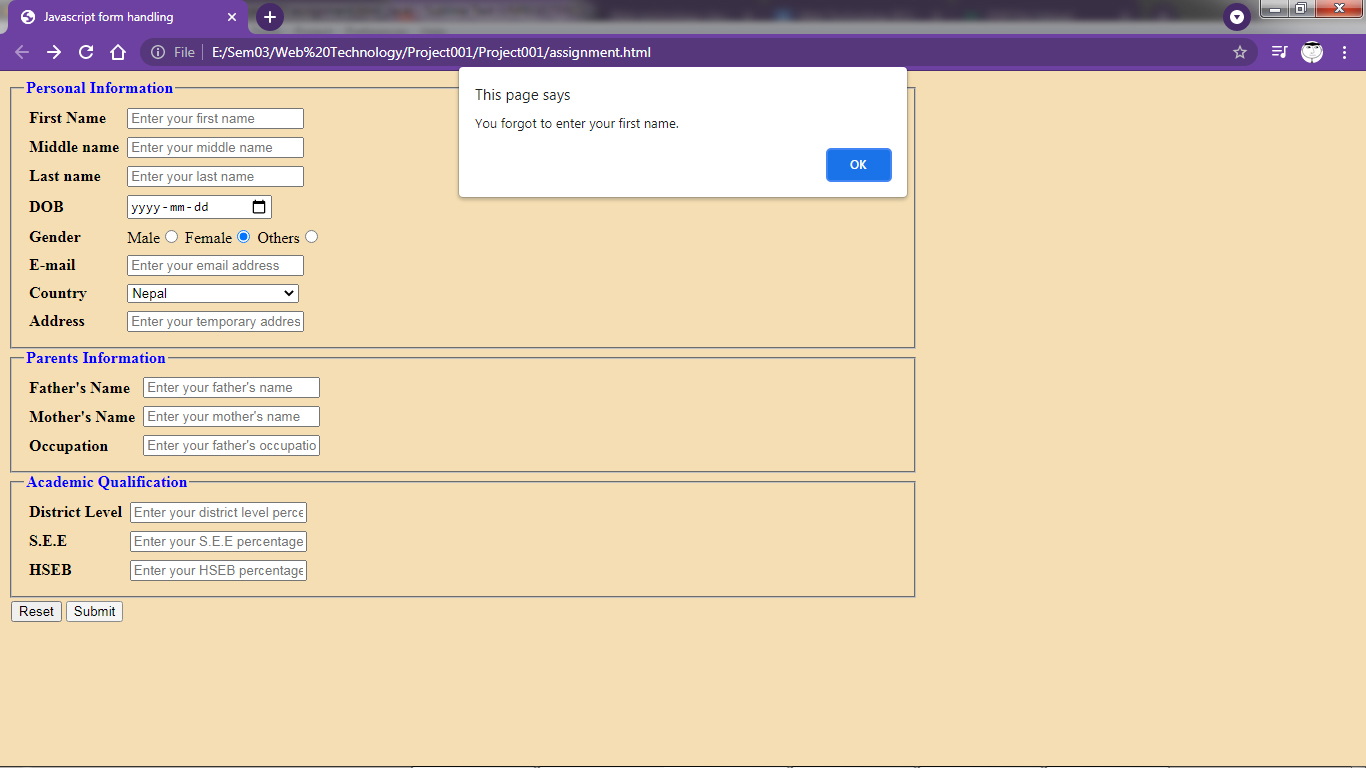 Javascript form handling
File E:/Sem03/Web%20Technology/Project001/Project001/assignment.html
This page says
You forgot to enter your first name.
OK
Personal Information
First Name Enter your first name
Middle name Enter your middle name
Last name Enter your last name
DOB yyyy-mm-dd
Gender Male Female Others
E-mail Enter your email address
Country Nepal
Address Enter your temporary addres
Parents Information
Father's Name Enter your father's name
Mother's Name Enter your mother's name
Occupation Enter your father's occupatio
Academic Qualification
District Level Enter your district level perce
S.E.E Enter your S.E.E percentage
HSEB Enter your HSEB percentage
Reset Submit